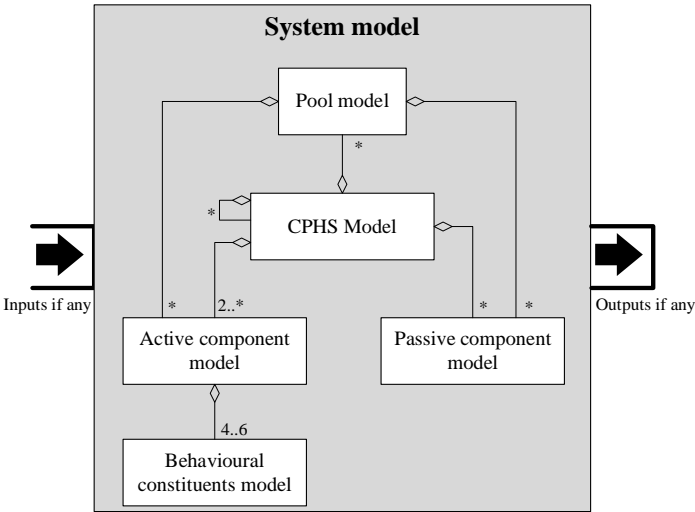 System model
Pool model
*
CPHS Model
*
Inputs if any
Outputs if any
*
2..*
*
*
Active component
model
Passive component
model
4..6
Behavioural
constituents model